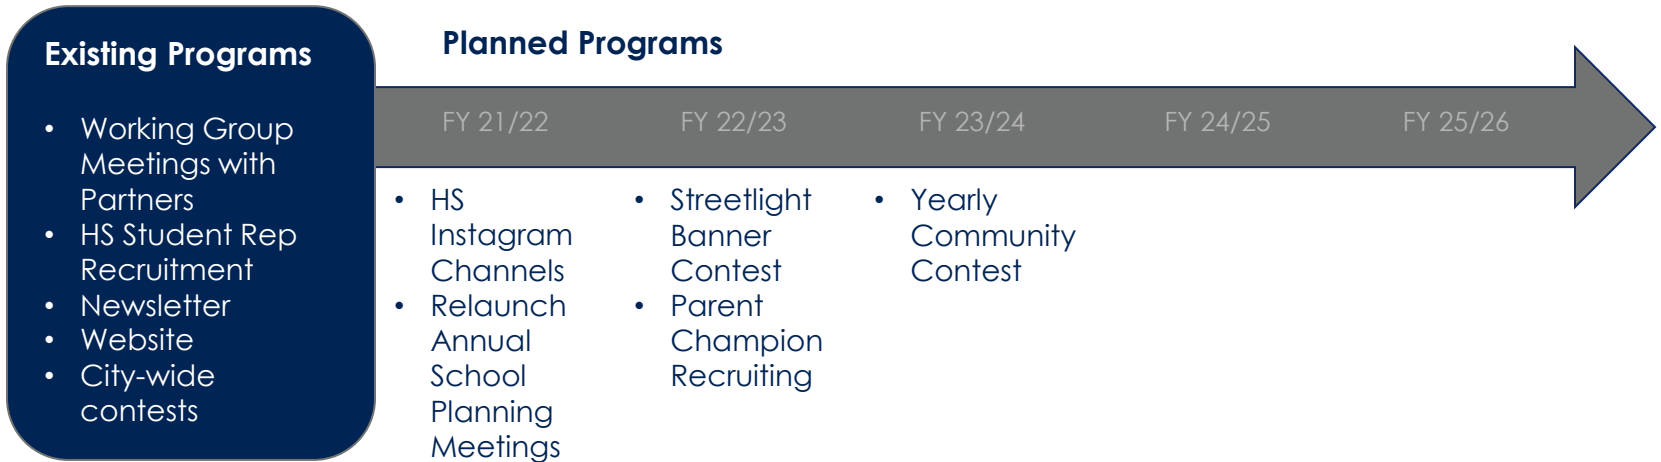 Existing Programs
• Working Group
Meetings with
Partners
• HS Student Rep
Recruitment
• Newsletter
• Website
• City-wide
contests
Planned Programs
FY 21/22
FY 22/23
FY 23/24
FY 24/25
FY 25/26
• HS
Instagram
Channels
• Relaunch
Annual
School
Planning
Meetings
• Streetlight
Banner
Contest
• Parent
Champion
Recruiting
• Yearly
Community
Contest